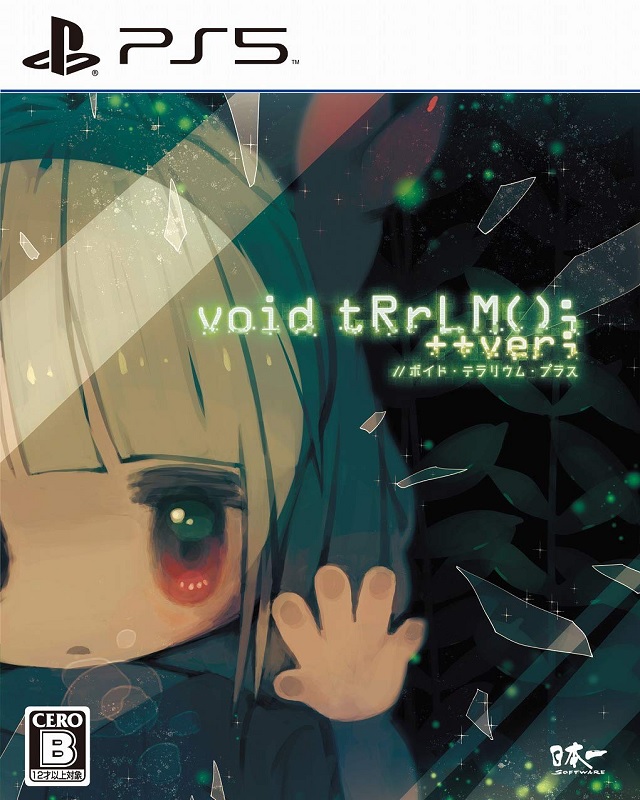 PS5
void tRrLM();
++ver;
//ボイド・テラリウム・プラス
CERO
B
12才以上対象
日本一
SOFTWARE